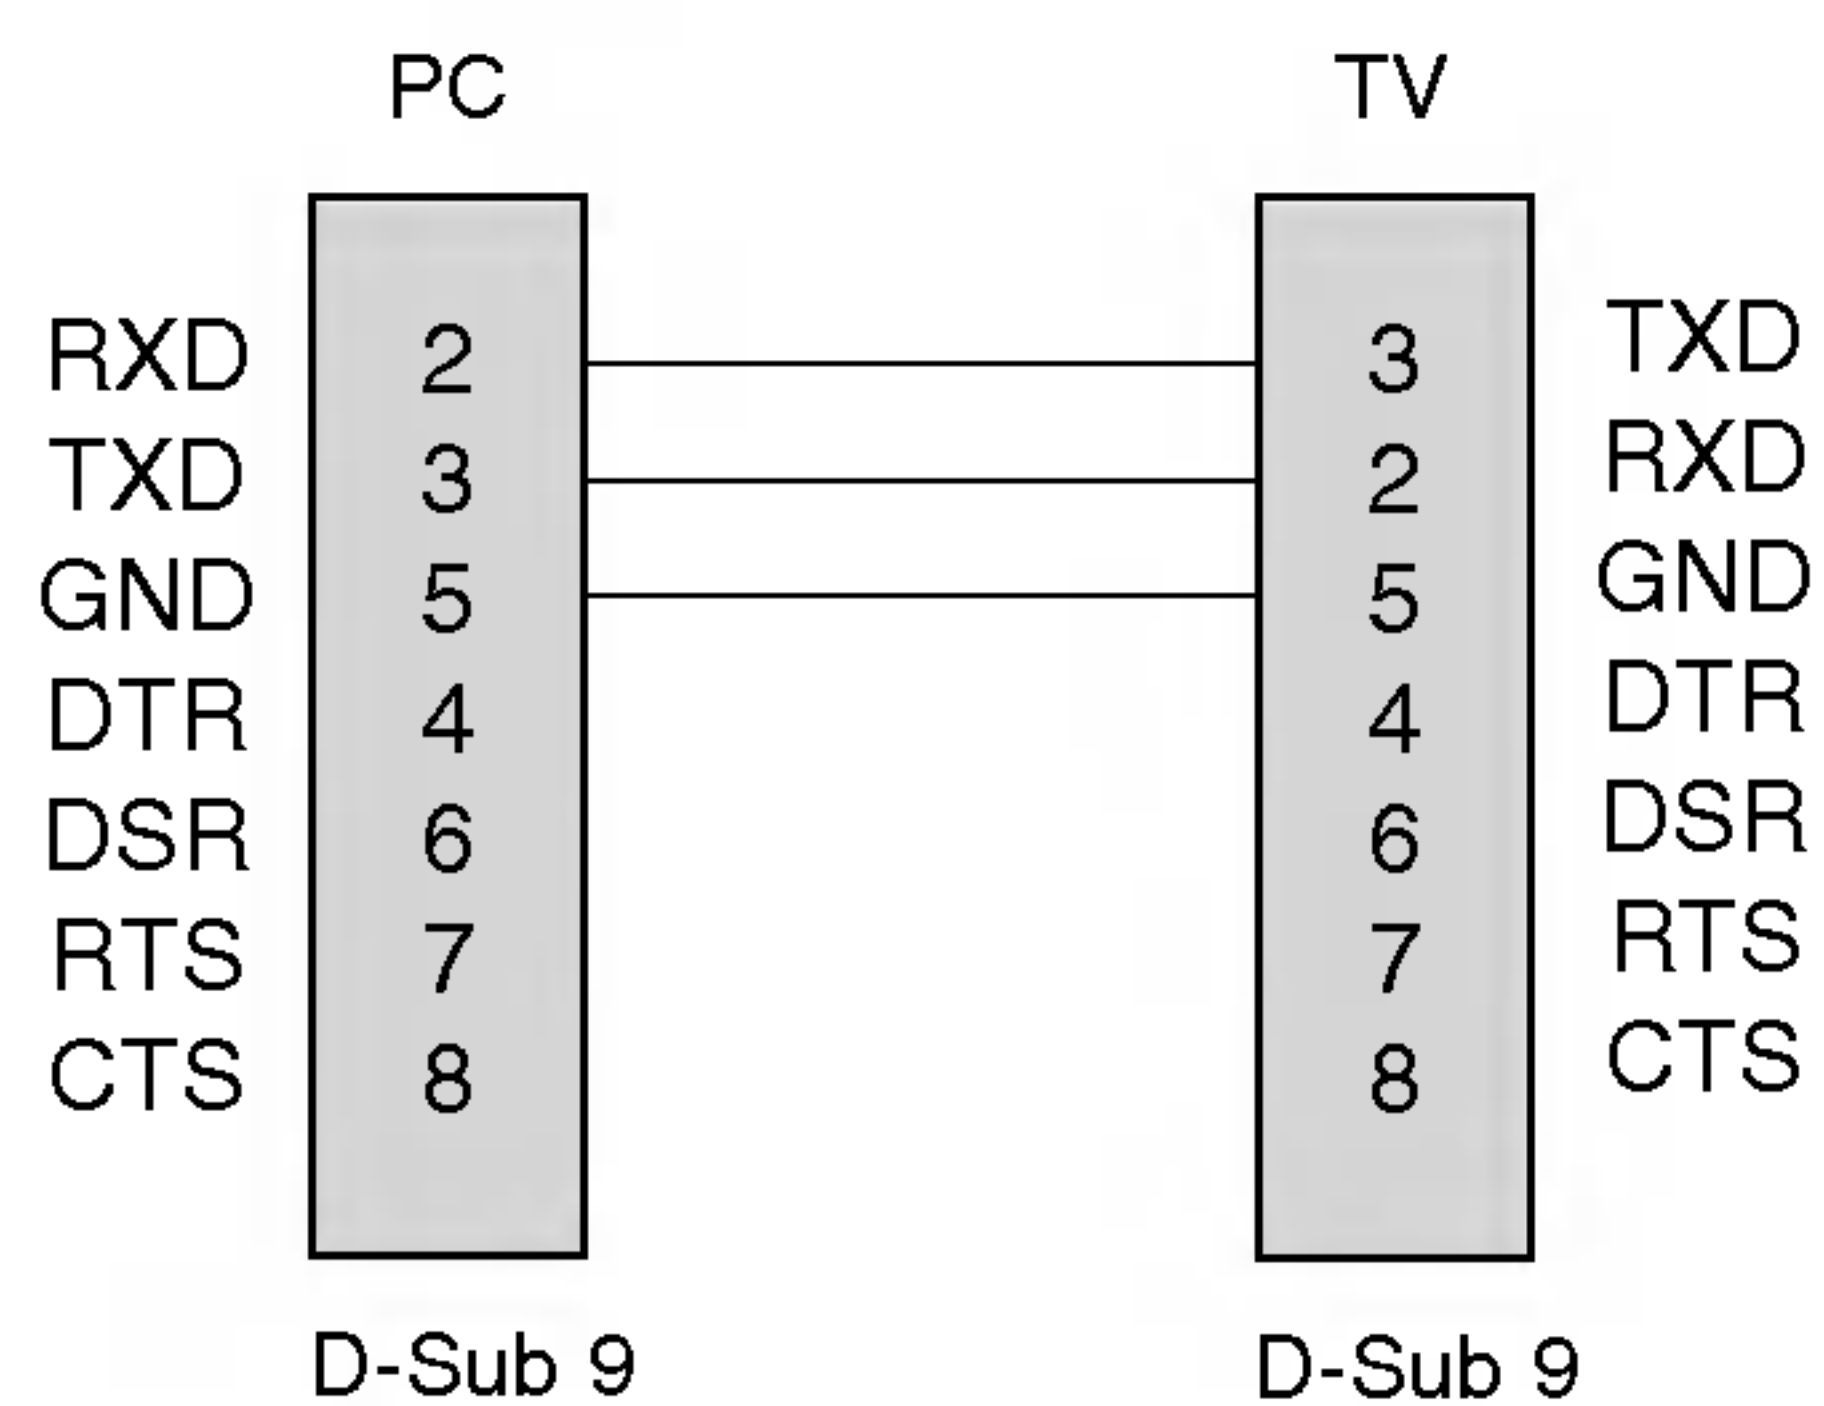 PC TV
RXD 2 3 TXD
TXD 3 2 RXD
GND 5 5 GND
DTR 4 4 DTR
DSR 6 6 DSR
RTS 7 7 RTS
CTS 8 8 CTS
D-Sub 9 D-Sub 9